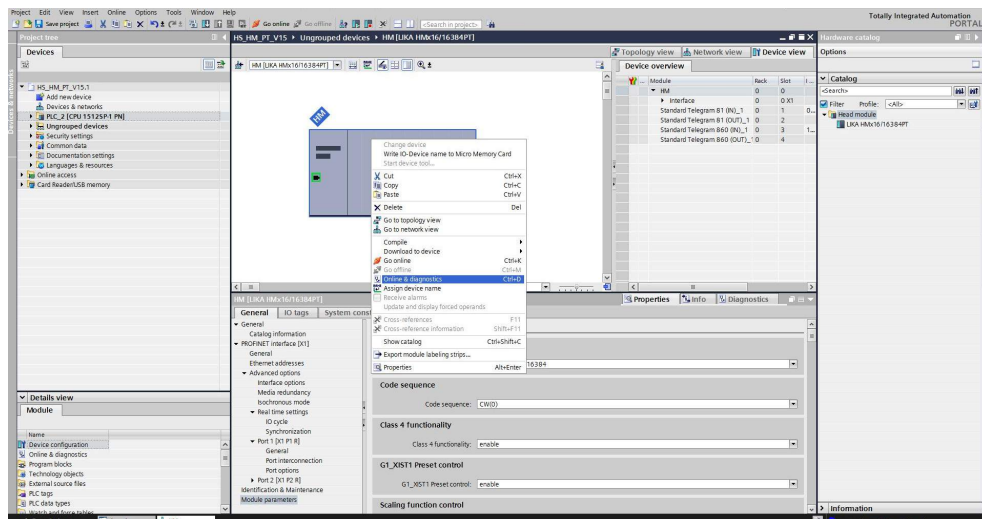 Project Edit View Insert Online Options Tools Window Help
Totally Integrated Automation
PORTAL
Save project
Go online
Go offline
<Search in project>
Project tree
Devices
HS_HM_PT_V15.1
Add new device
Devices & networks
PLC_2 [CPU 1512SP-1 PN]
Ungrouped devices
Security settings
Common data
Documentation settings
Languages & resources
Online access
Card Reader/USB memory
Devices & networks
Details view
Module
Name
Device configuration
Online & diagnostics
Program blocks
Technology objects
External source files
PLC tags
PLC data types
Watch and force tables
HS_HM_PT_V15 ▸ Ungrouped devices ▸ HM [LIKA HMx16/16384PT]
Topology view
Network view
Device view
HM [LIKA HMx16/16384PT]
HM
Change device
Write IO-Device name to Micro Memory Card
Start device tool...
Cut Ctrl+X
Copy Ctrl+C
Paste Ctrl+V
Delete Del
Go to topology view
Go to network view
Compile
Download to device
Go online Ctrl+K
Go offline Ctrl+M
Online & diagnostics Ctrl+D
Assign device name
Receive alarms
Update and display forced operands
Cross-references F11
Cross-reference information Shift+F11
Show catalog Ctrl+Shift+C
Export module labeling strips...
Properties Alt+Enter
Device overview
... Module Rack Slot I...
HM 0 0
Interface 0 0 X1
Standard Telegram 81 (IN)_1 0 1 0...
Standard Telegram 81 (OUT)_1 0 2
Standard Telegram 860 (IN)_1 0 3 1...
Standard Telegram 860 (OUT)_1 0 4
HM [LIKA HMx16/16384PT]
Properties
Info
Diagnostics
General
IO tags
System cons
General
Catalog information
PROFINET interface [X1]
General
Ethernet addresses
Advanced options
Interface options
Media redundancy
Isochronous mode
Real time settings
IO cycle
Synchronization
Port 1 [X1 P1 R]
General
Port interconnection
Port options
Port 2 [X1 P2 R]
Identification & Maintenance
Module parameters
16384
Code sequence
Code sequence: CW(0)
Class 4 functionality
Class 4 functionality: enable
G1_XIST1 Preset control
G1_XIST1 Preset control: enable
Scaling function control
Hardware catalog
Options
Catalog
<Search>
Filter Profile: <All>
Head module
LIKA HMx16/16384PT
Information